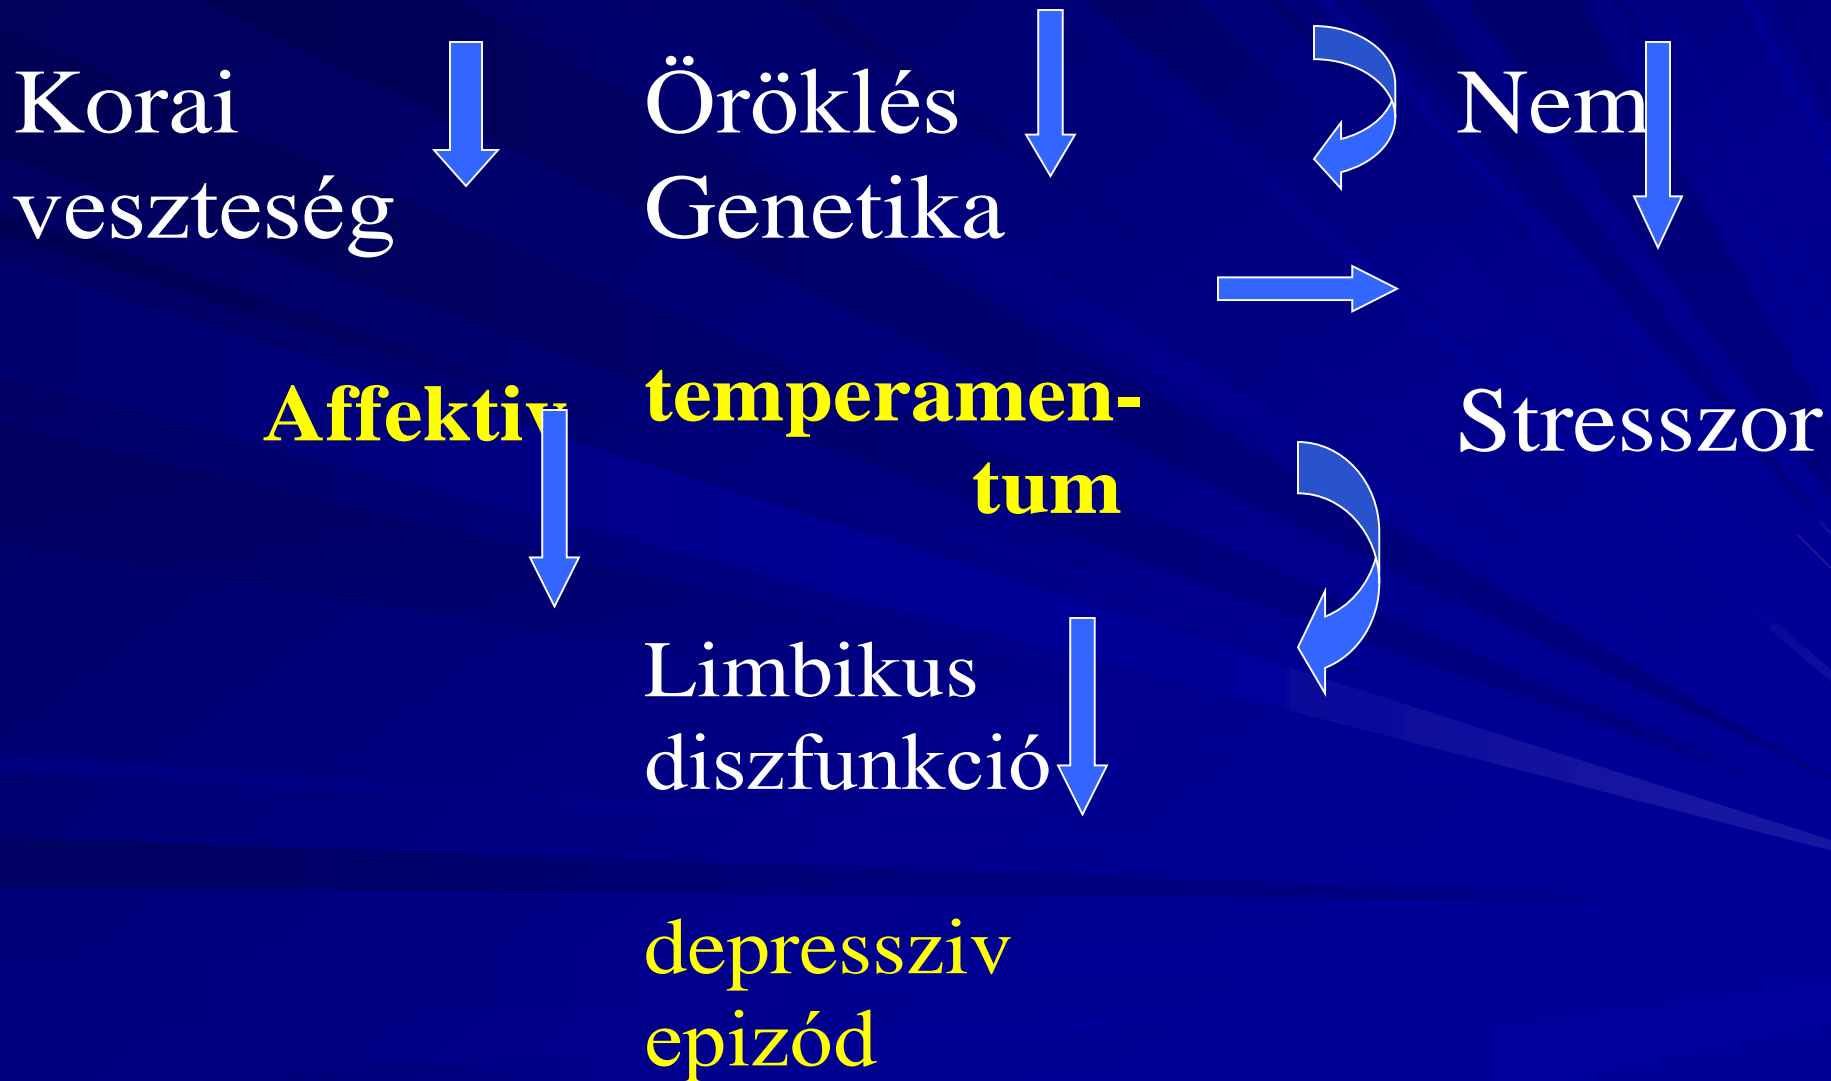 Korai
veszteség
Öröklés
Genetika
Nem
Affektiv
temperamen-
tum
Stresszor
Limbikus
diszfunkció
depressziv
epizód